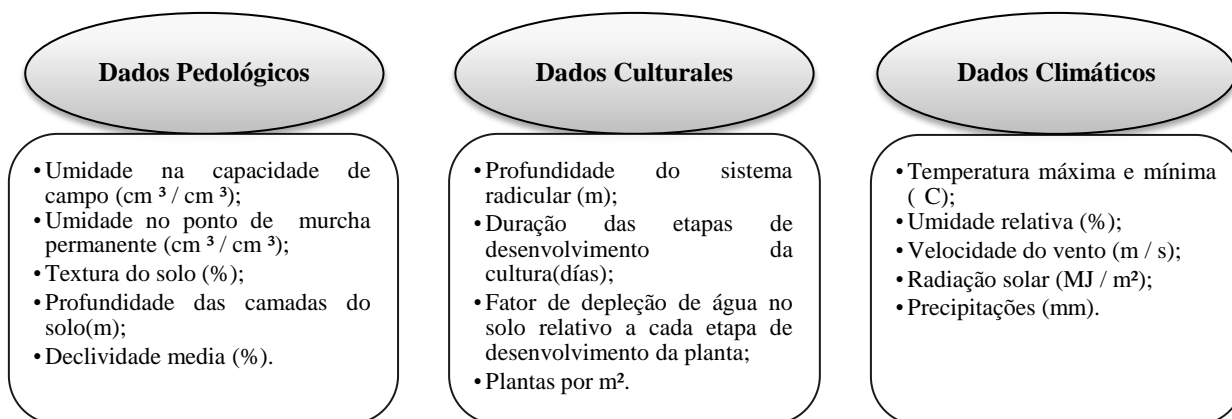 Dados Pedológicos
•Umidade na capacidade de
campo (cm ³ / cm ³);
•Umidade no ponto de murcha
permanente (cm ³ / cm ³);
•Textura do solo (%);
•Profundidade das camadas do
solo(m);
•Declividade media (%).
Dados Culturales
•Profundidade do sistema
radicular (m);
•Duração das etapas de
desenvolvimento da
cultura(días);
•Fator de depleção de água no
solo relativo a cada etapa de
desenvolvimento da planta;
•Plantas por m².
Dados Climáticos
•Temperatura máxima e mínima
( C);
•Umidade relativa (%);
•Velocidade do vento (m / s);
•Radiação solar (MJ / m²);
•Precipitações (mm).